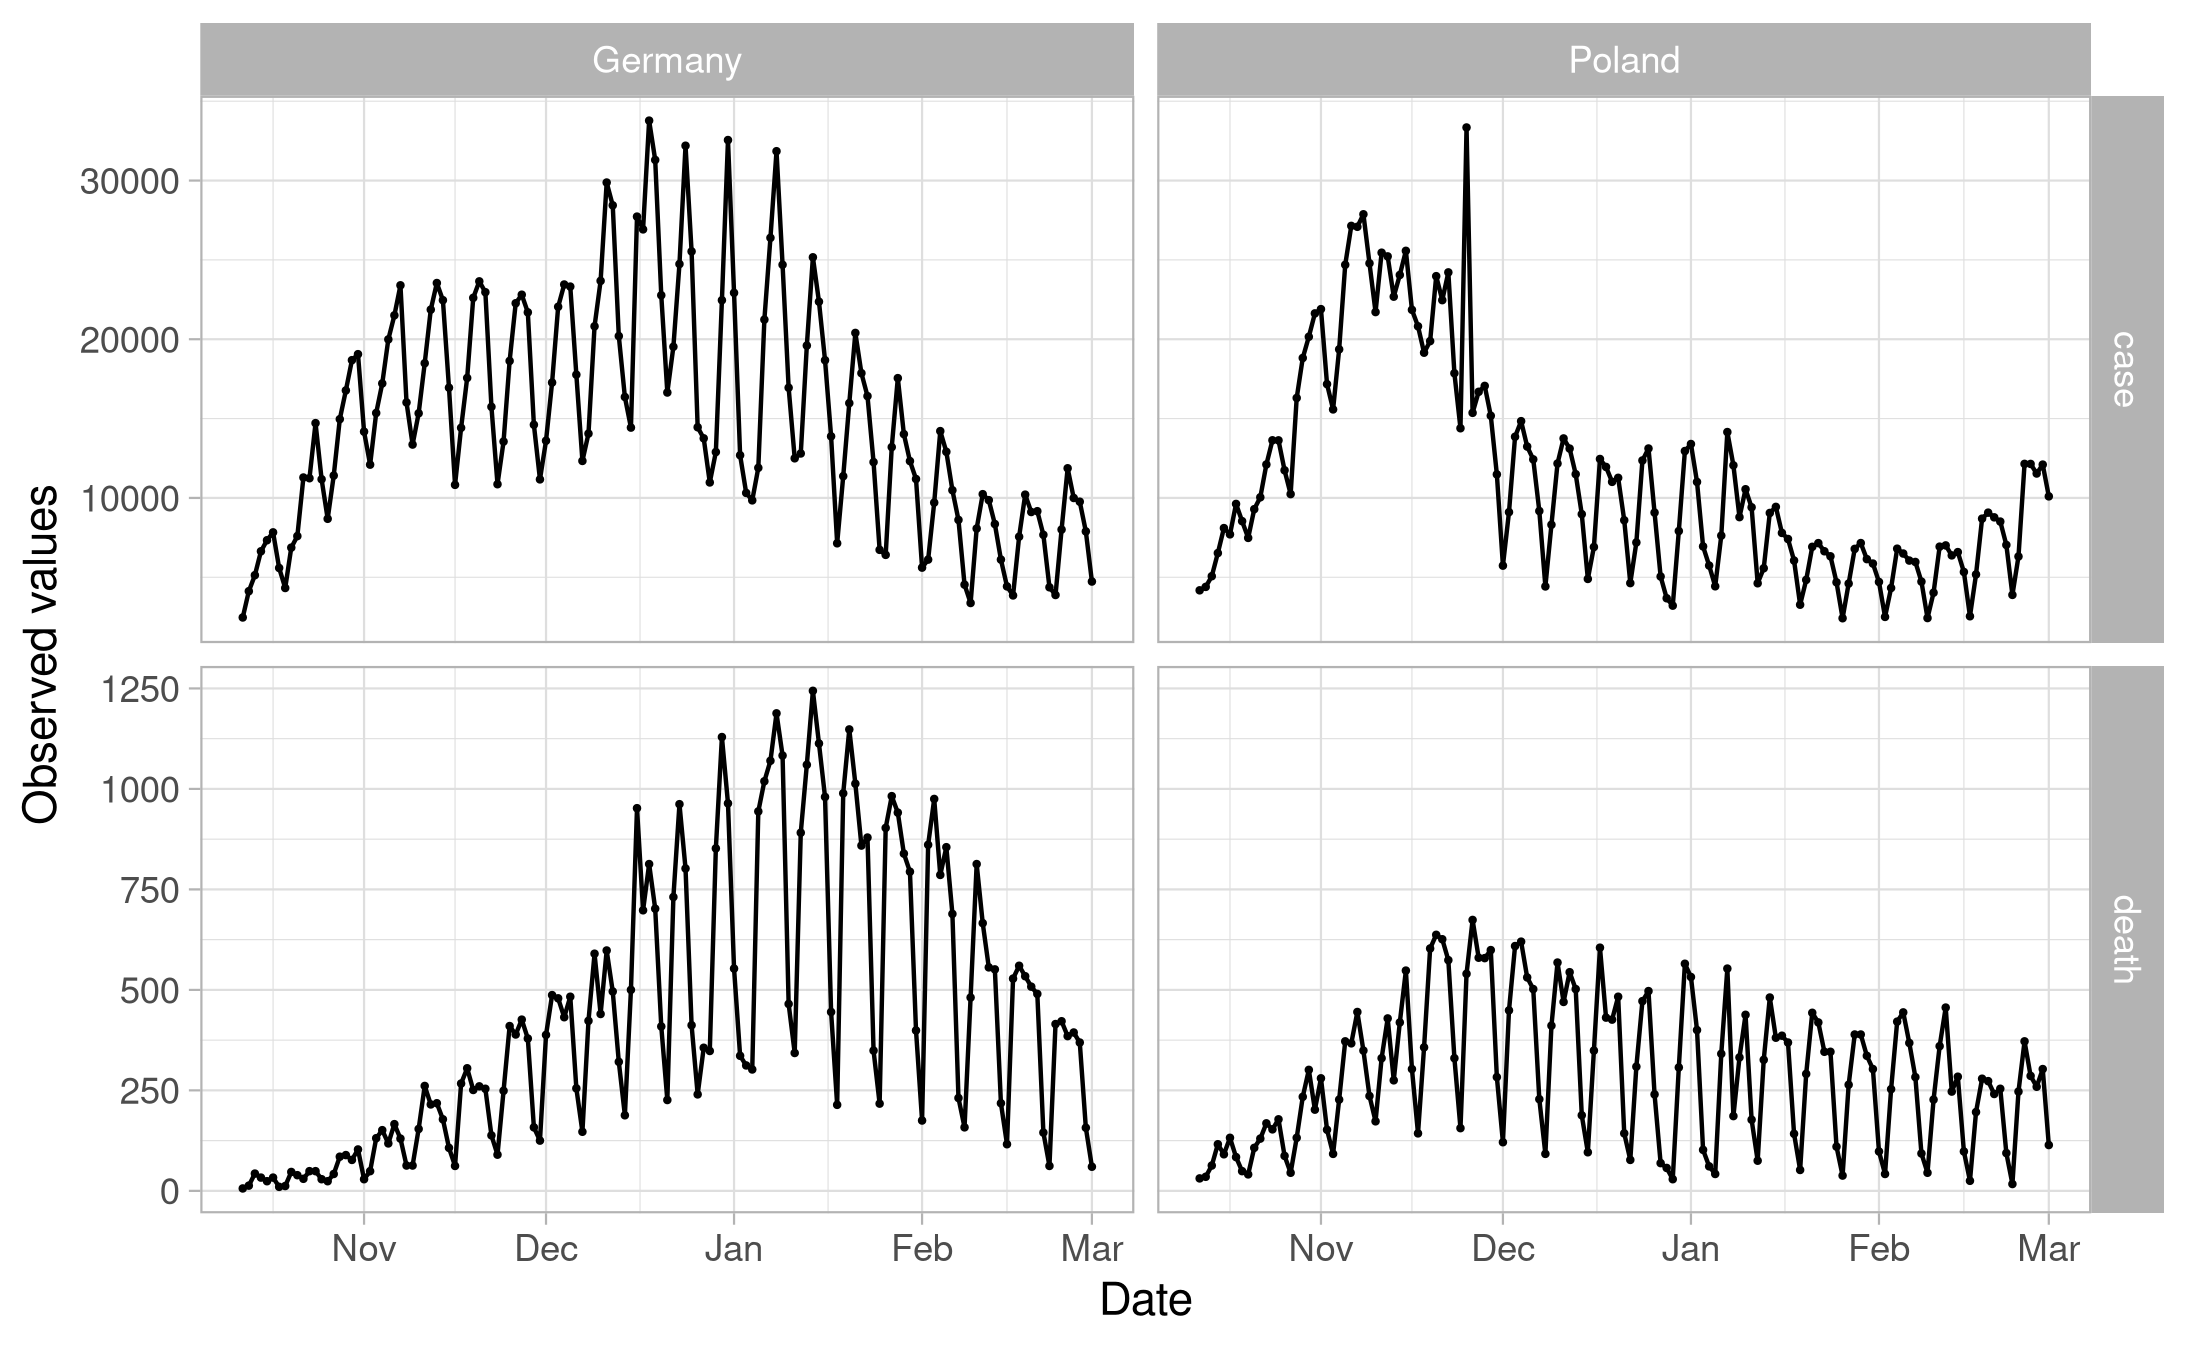 Germany
Poland
30000
20000
10000
case
1250
1000
750
500
250
0
death
Observed values
Nov
Dec
Jan
Feb
Mar
Nov
Dec
Jan
Feb
Mar
Date